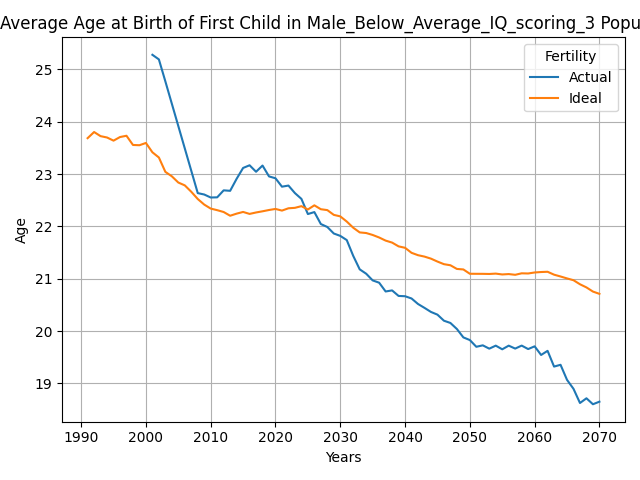 Average Age at Birth of First Child in Male_Below_Average_IQ_scoring_3 Popu
Fertility
Actual
Ideal
25
24
23
22
21
20
19
Age
1990 2000 2010 2020 2030 2040 2050 2060 2070
Years